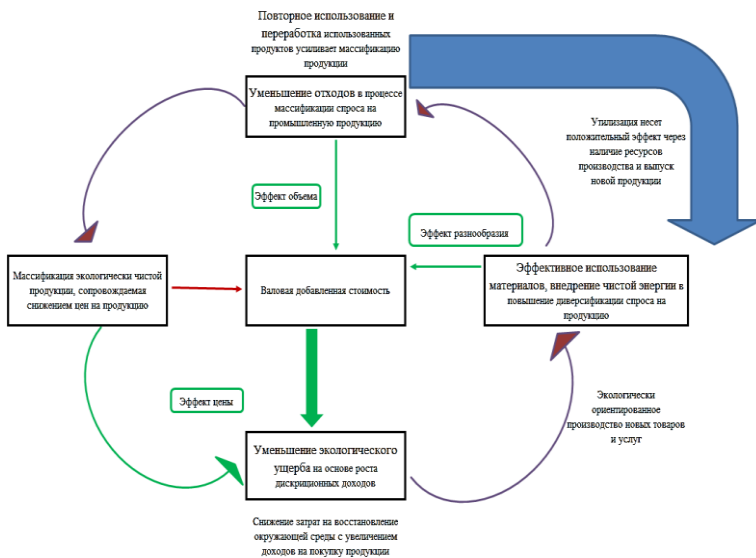 Повторное использование и
переработка использованных
продуктов усиливает массификацию
продукции
Уменьшение отходов в процессе
массификации спроса на
промышленную продукцию
Утилизация несет
положительный эффект через
наличие ресурсов
производства и выпуск
новой продукции
Эффект объема
Эффект разнообразия
Массификация экологически чистой
продукции, сопровождаемая
снижением цен на продукцию
Валовая добавленная стоимость
Эффективное использование
материалов, внедрение чистой энергии в
повышение диверсификации спроса на
продукцию
Эффект цены
Экологически
ориентированное
производство новых товаров
и услуг
Уменьшение экологического
ущерба на основе роста
дискриционных доходов
Снижение затрат на восстановление
окружающей среды с увеличением
доходов на покупку продукции